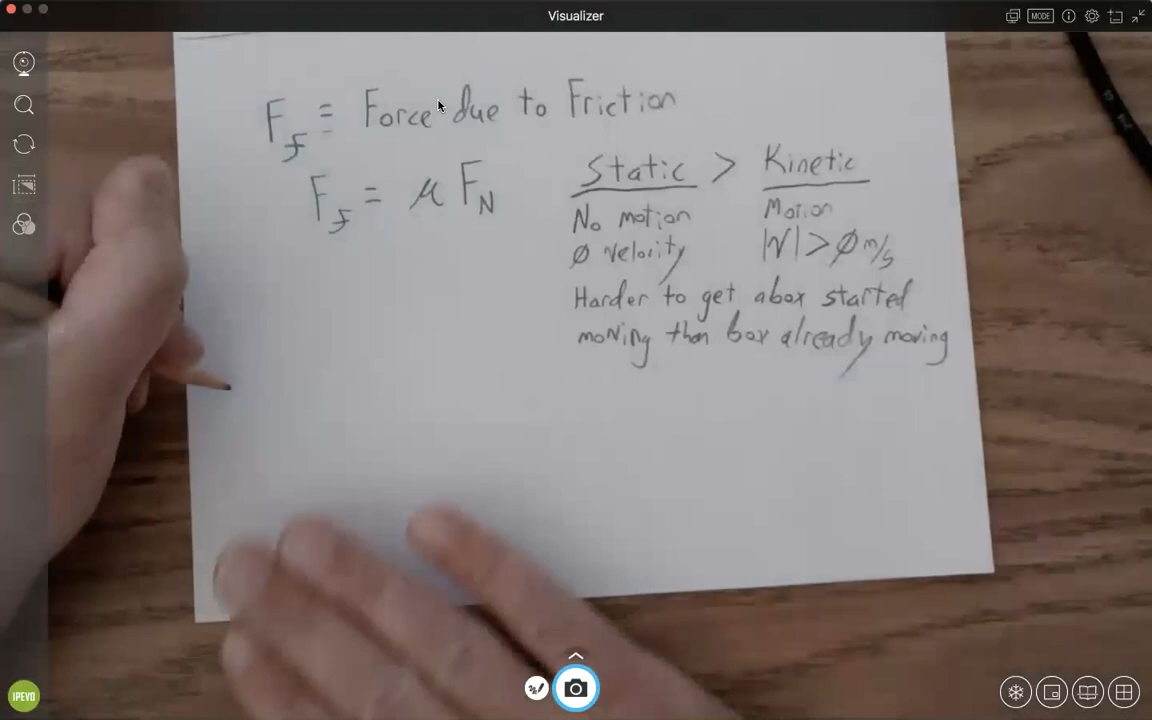 Visualizer
MODE
F_f ≡ Force due to Friction
F_f = μ F_N
Static > Kinetic
No motion
Ø velocity
Motion
|V| > Ø m/s
Harder to get a box started
moving than box already moving
IPEVO